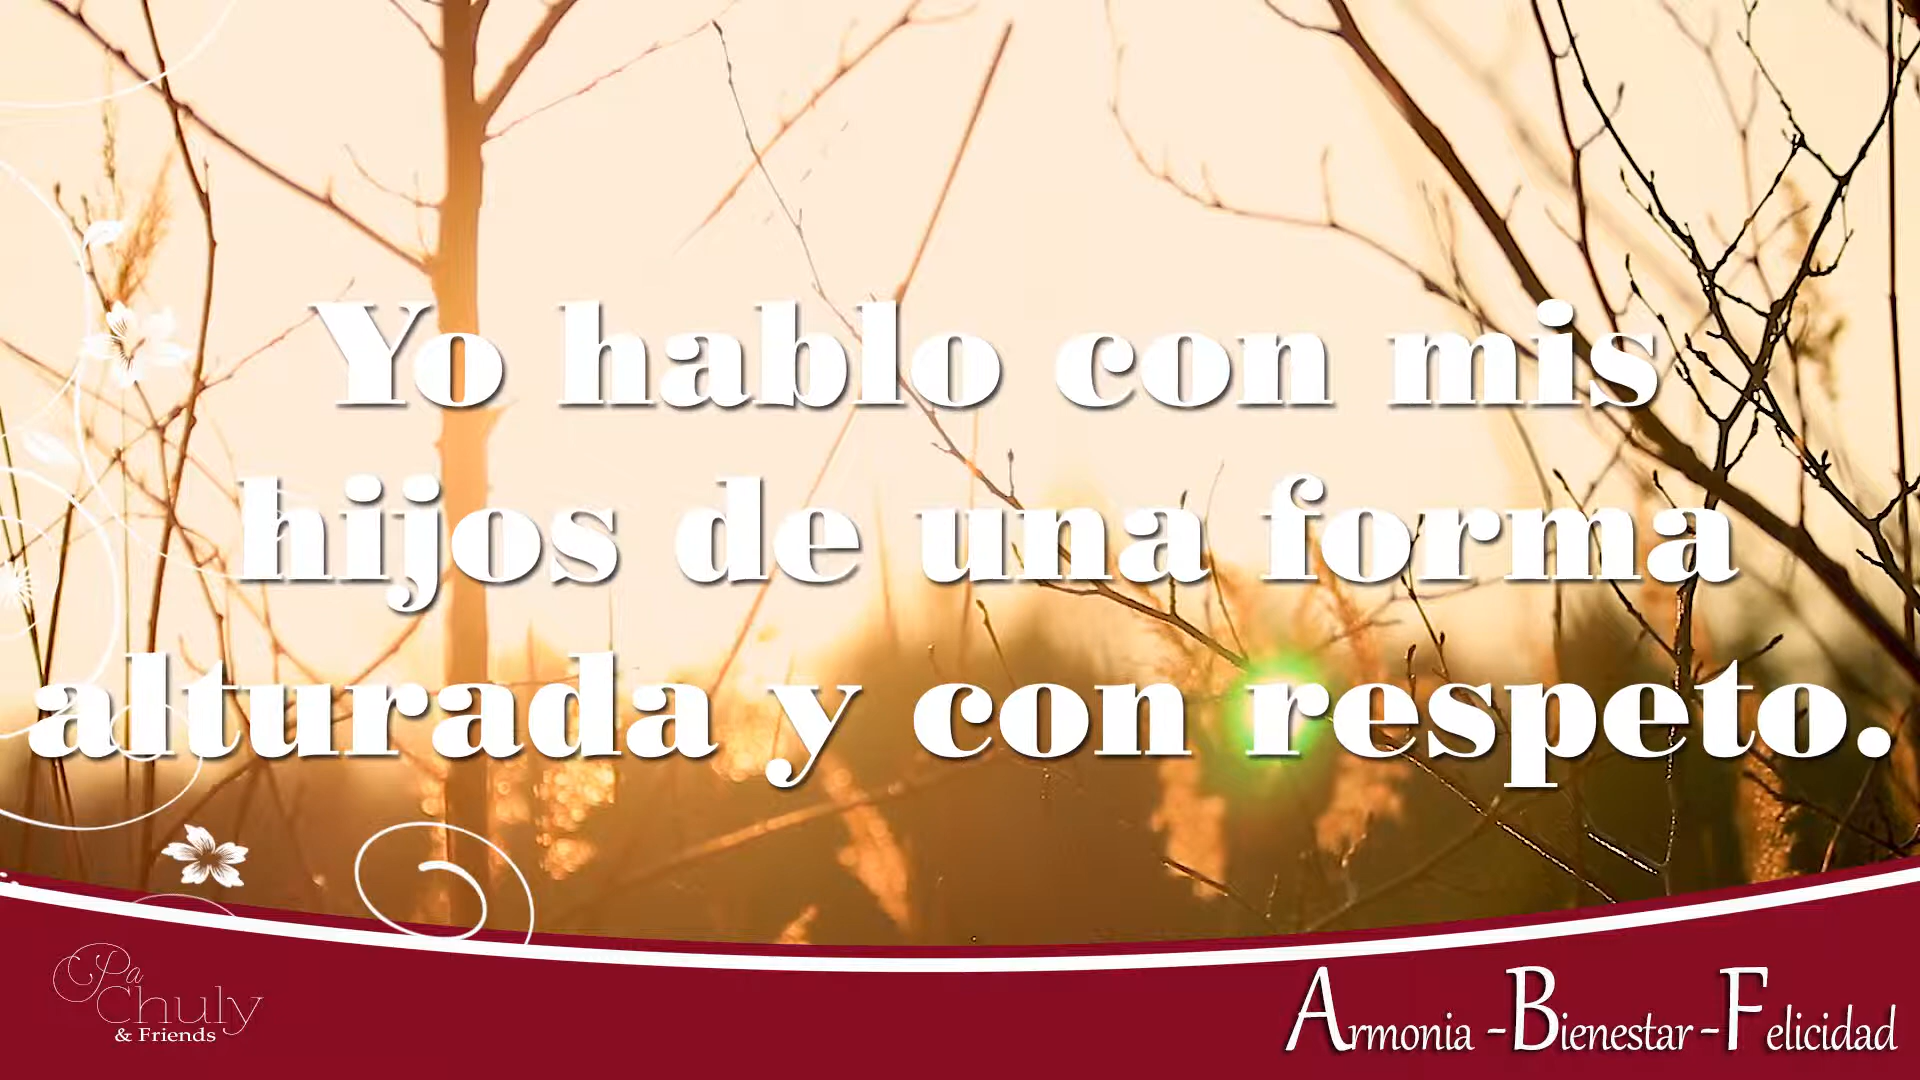 Yo hablo con mis
hijos de una forma
alturada y con respeto.
Pa
Chuly
& Friends
Armonia - Bienestar - Felicidad